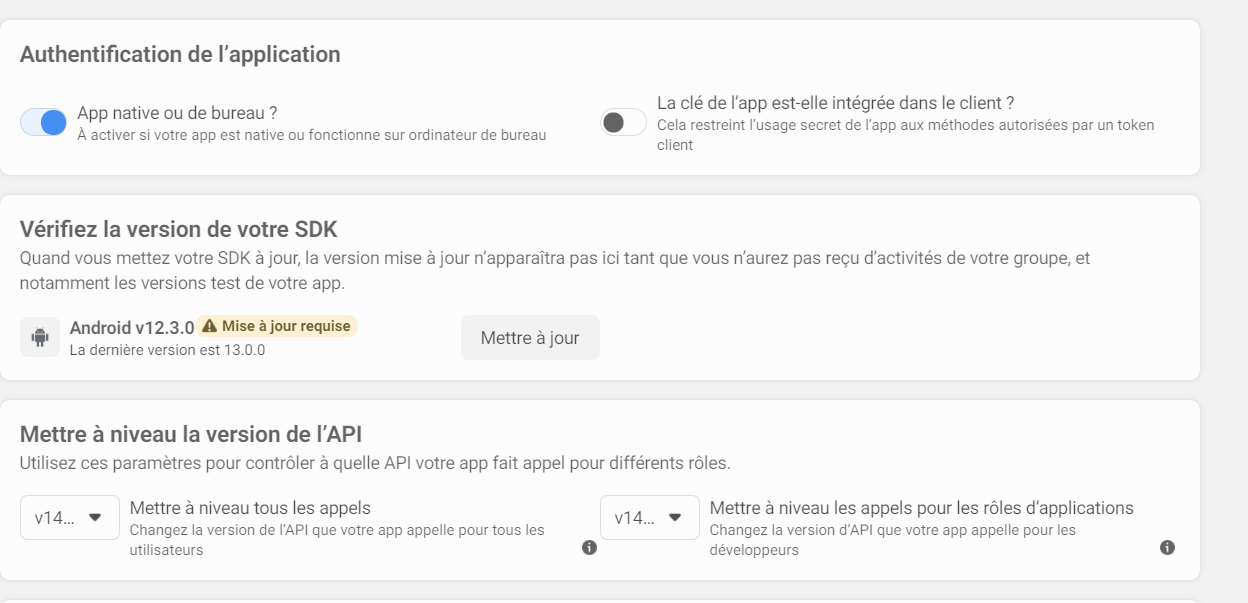 Authentification de l’application
App native ou de bureau ?
À activer si votre app est native ou fonctionne sur ordinateur de bureau
La clé de l’app est-elle intégrée dans le client ?
Cela restreint l’usage secret de l’app aux méthodes autorisées par un token
client
Vérifiez la version de votre SDK
Quand vous mettez votre SDK à jour, la version mise à jour n’apparaîtra pas ici tant que vous n’aurez pas reçu d’activités de votre groupe, et
notamment les versions test de votre app.
Android v12.3.0 Mise à jour requise
La dernière version est 13.0.0
Mettre à jour
Mettre à niveau la version de l’API
Utilisez ces paramètres pour contrôler à quelle API votre app fait appel pour différents rôles.
v14...
Mettre à niveau tous les appels
Changez la version de l’API que votre app appelle pour tous les
utilisateurs
v14...
Mettre à niveau les appels pour les rôles d’applications
Changez la version d’API que votre app appelle pour les
développeurs